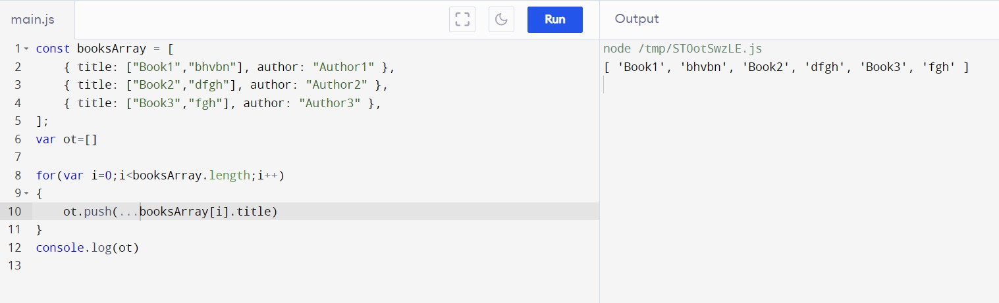 main.js
Run
Output
1 const booksArray = [
2 { title: ["Book1","bhvbn"], author: "Author1" },
3 { title: ["Book2","dfgh"], author: "Author2" },
4 { title: ["Book3","fgh"], author: "Author3" },
5 ];
6 var ot=[]
7
8 for(var i=0;i<booksArray.length;i++)
9 {
10 ot.push(...booksArray[i].title)
11 }
12 console.log(ot)
13
node /tmp/STOotSwzLE.js
[ 'Book1', 'bhvbn', 'Book2', 'dfgh', 'Book3', 'fgh' ]